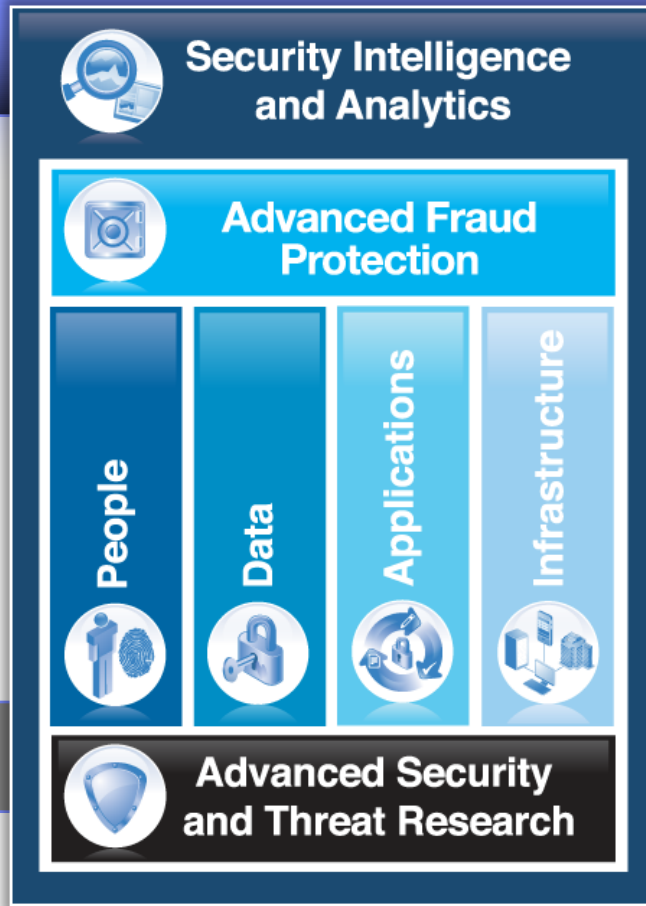 Security Intelligence
and Analytics
Advanced Fraud
Protection
People
Data
Applications
Infrastructure
Advanced Security
and Threat Research